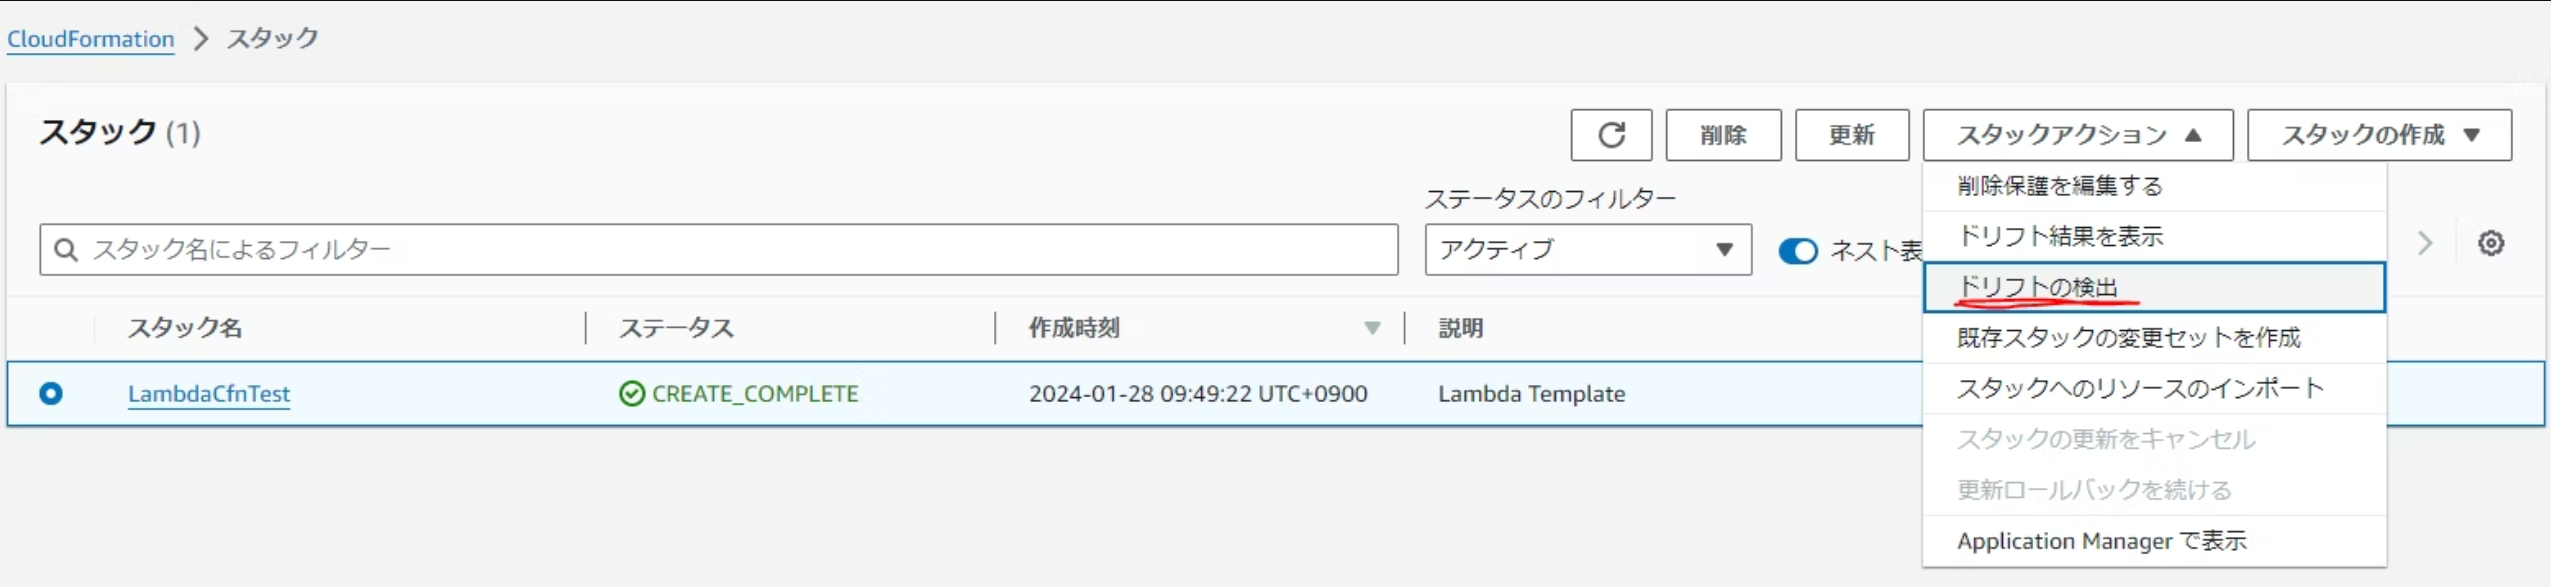 CloudFormation > スタック
スタック (1)
削除
更新
スタックアクション ▲
スタックの作成 ▼
ステータスのフィルター
スタック名によるフィルター
アクティブ
ネスト表
削除保護を編集する
ドリフト結果を表示
ドリフトの検出
既存スタックの変更セットを作成
スタックへのリソースのインポート
スタックの更新をキャンセル
更新ロールバックを続ける
Application Manager で表示
スタック名 ステータス 作成時刻 説明
LambdaCfnTest CREATE_COMPLETE 2024-01-28 09:49:22 UTC+0900 Lambda Template